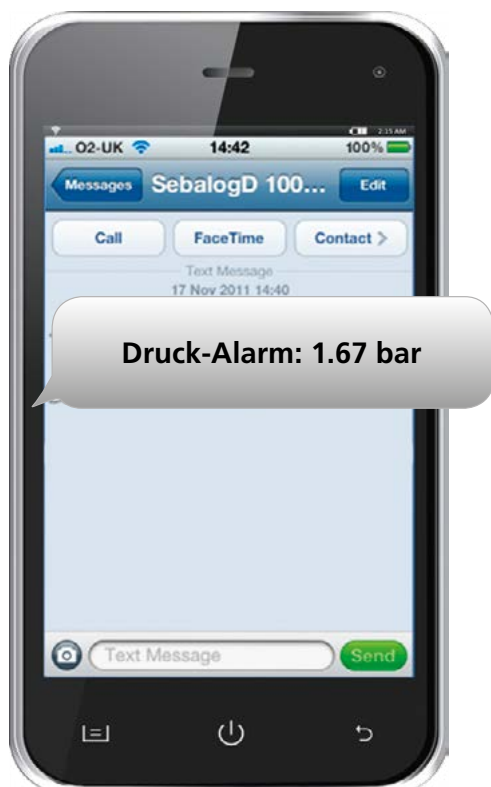 2:15 AM
O2-UK 14:42 100%
Messages SebalogD 100... Edit
Call FaceTime Contact >
Text Message
17 Nov 2011 14:40
Druck-Alarm: 1.67 bar
Text Message Send